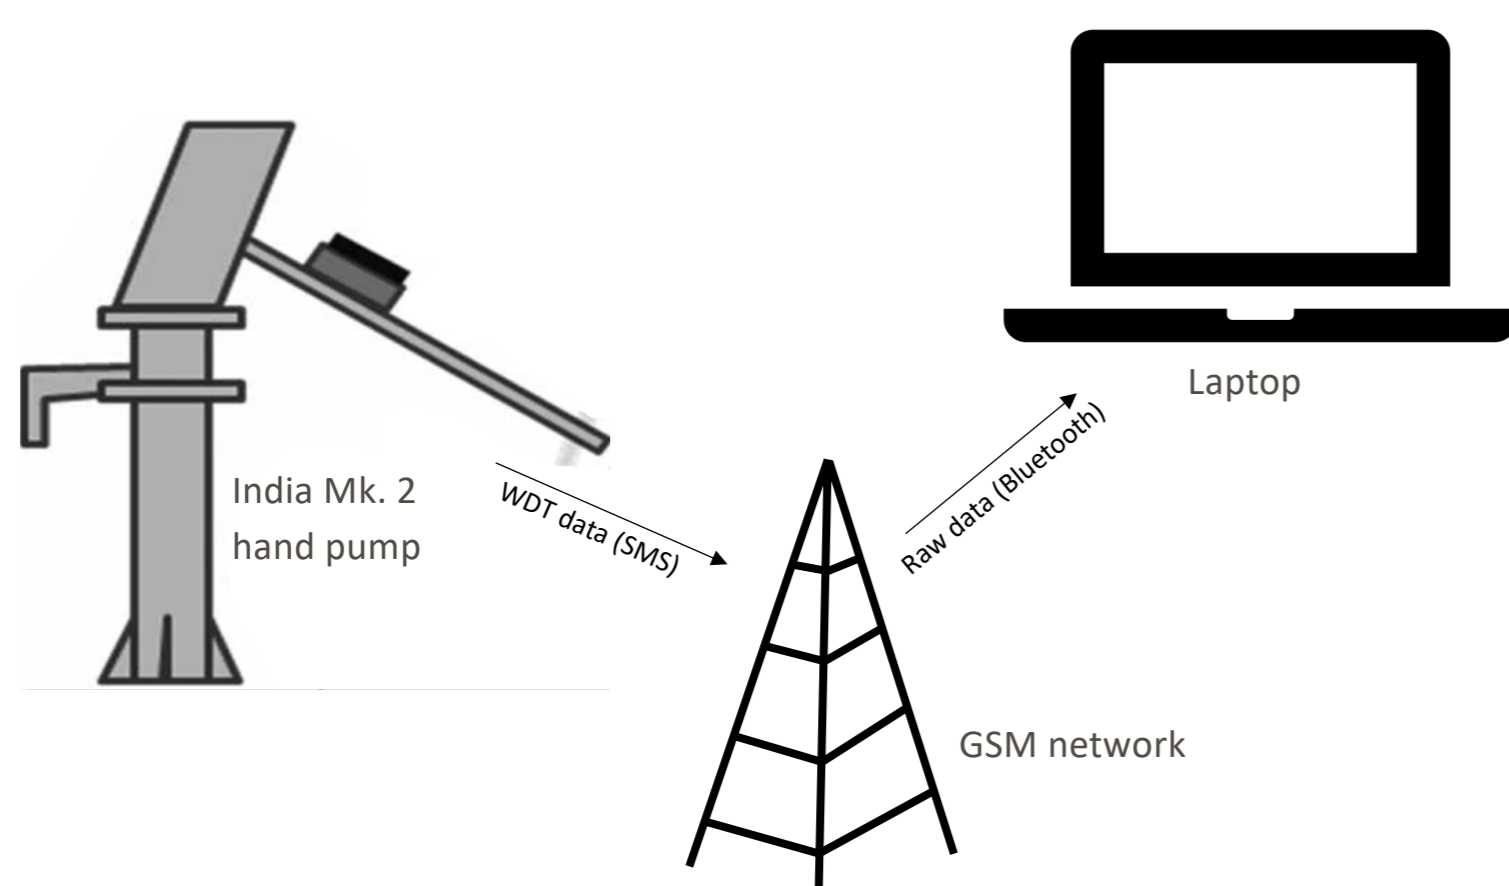 Laptop
India Mk. 2
hand pump
WDT data (SMS)
Raw data (Bluetooth)
GSM network